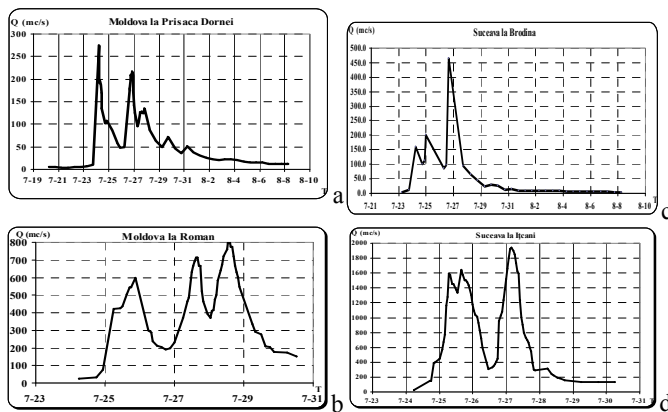 Q (mc/s)
Moldova la Prisaca Dornei
300
250
200
150
100
50
0
7-19 7-21 7-23 7-25 7-27 7-29 7-31 8-2 8-4 8-6 8-8 8-10
T
a
Q (mc/s)
Suceava la Brodina
500.0
450.0
400.0
350.0
300.0
250.0
200.0
150.0
100.0
50.0
0.0
7-21 7-23 7-25 7-27 7-29 7-31 8-2 8-4 8-6 8-8 8-10
T
c
Q (mc/s)
Moldova la Roman
800
700
600
500
400
300
200
100
0
7-23 7-25 7-27 7-29 7-31
T
b
Q (mc/s)
Suceava la Iţcani
2000
1800
1600
1400
1200
1000
800
600
400
200
0
7-23 7-24 7-25 7-26 7-27 7-28 7-29 7-30 7-31
T
d